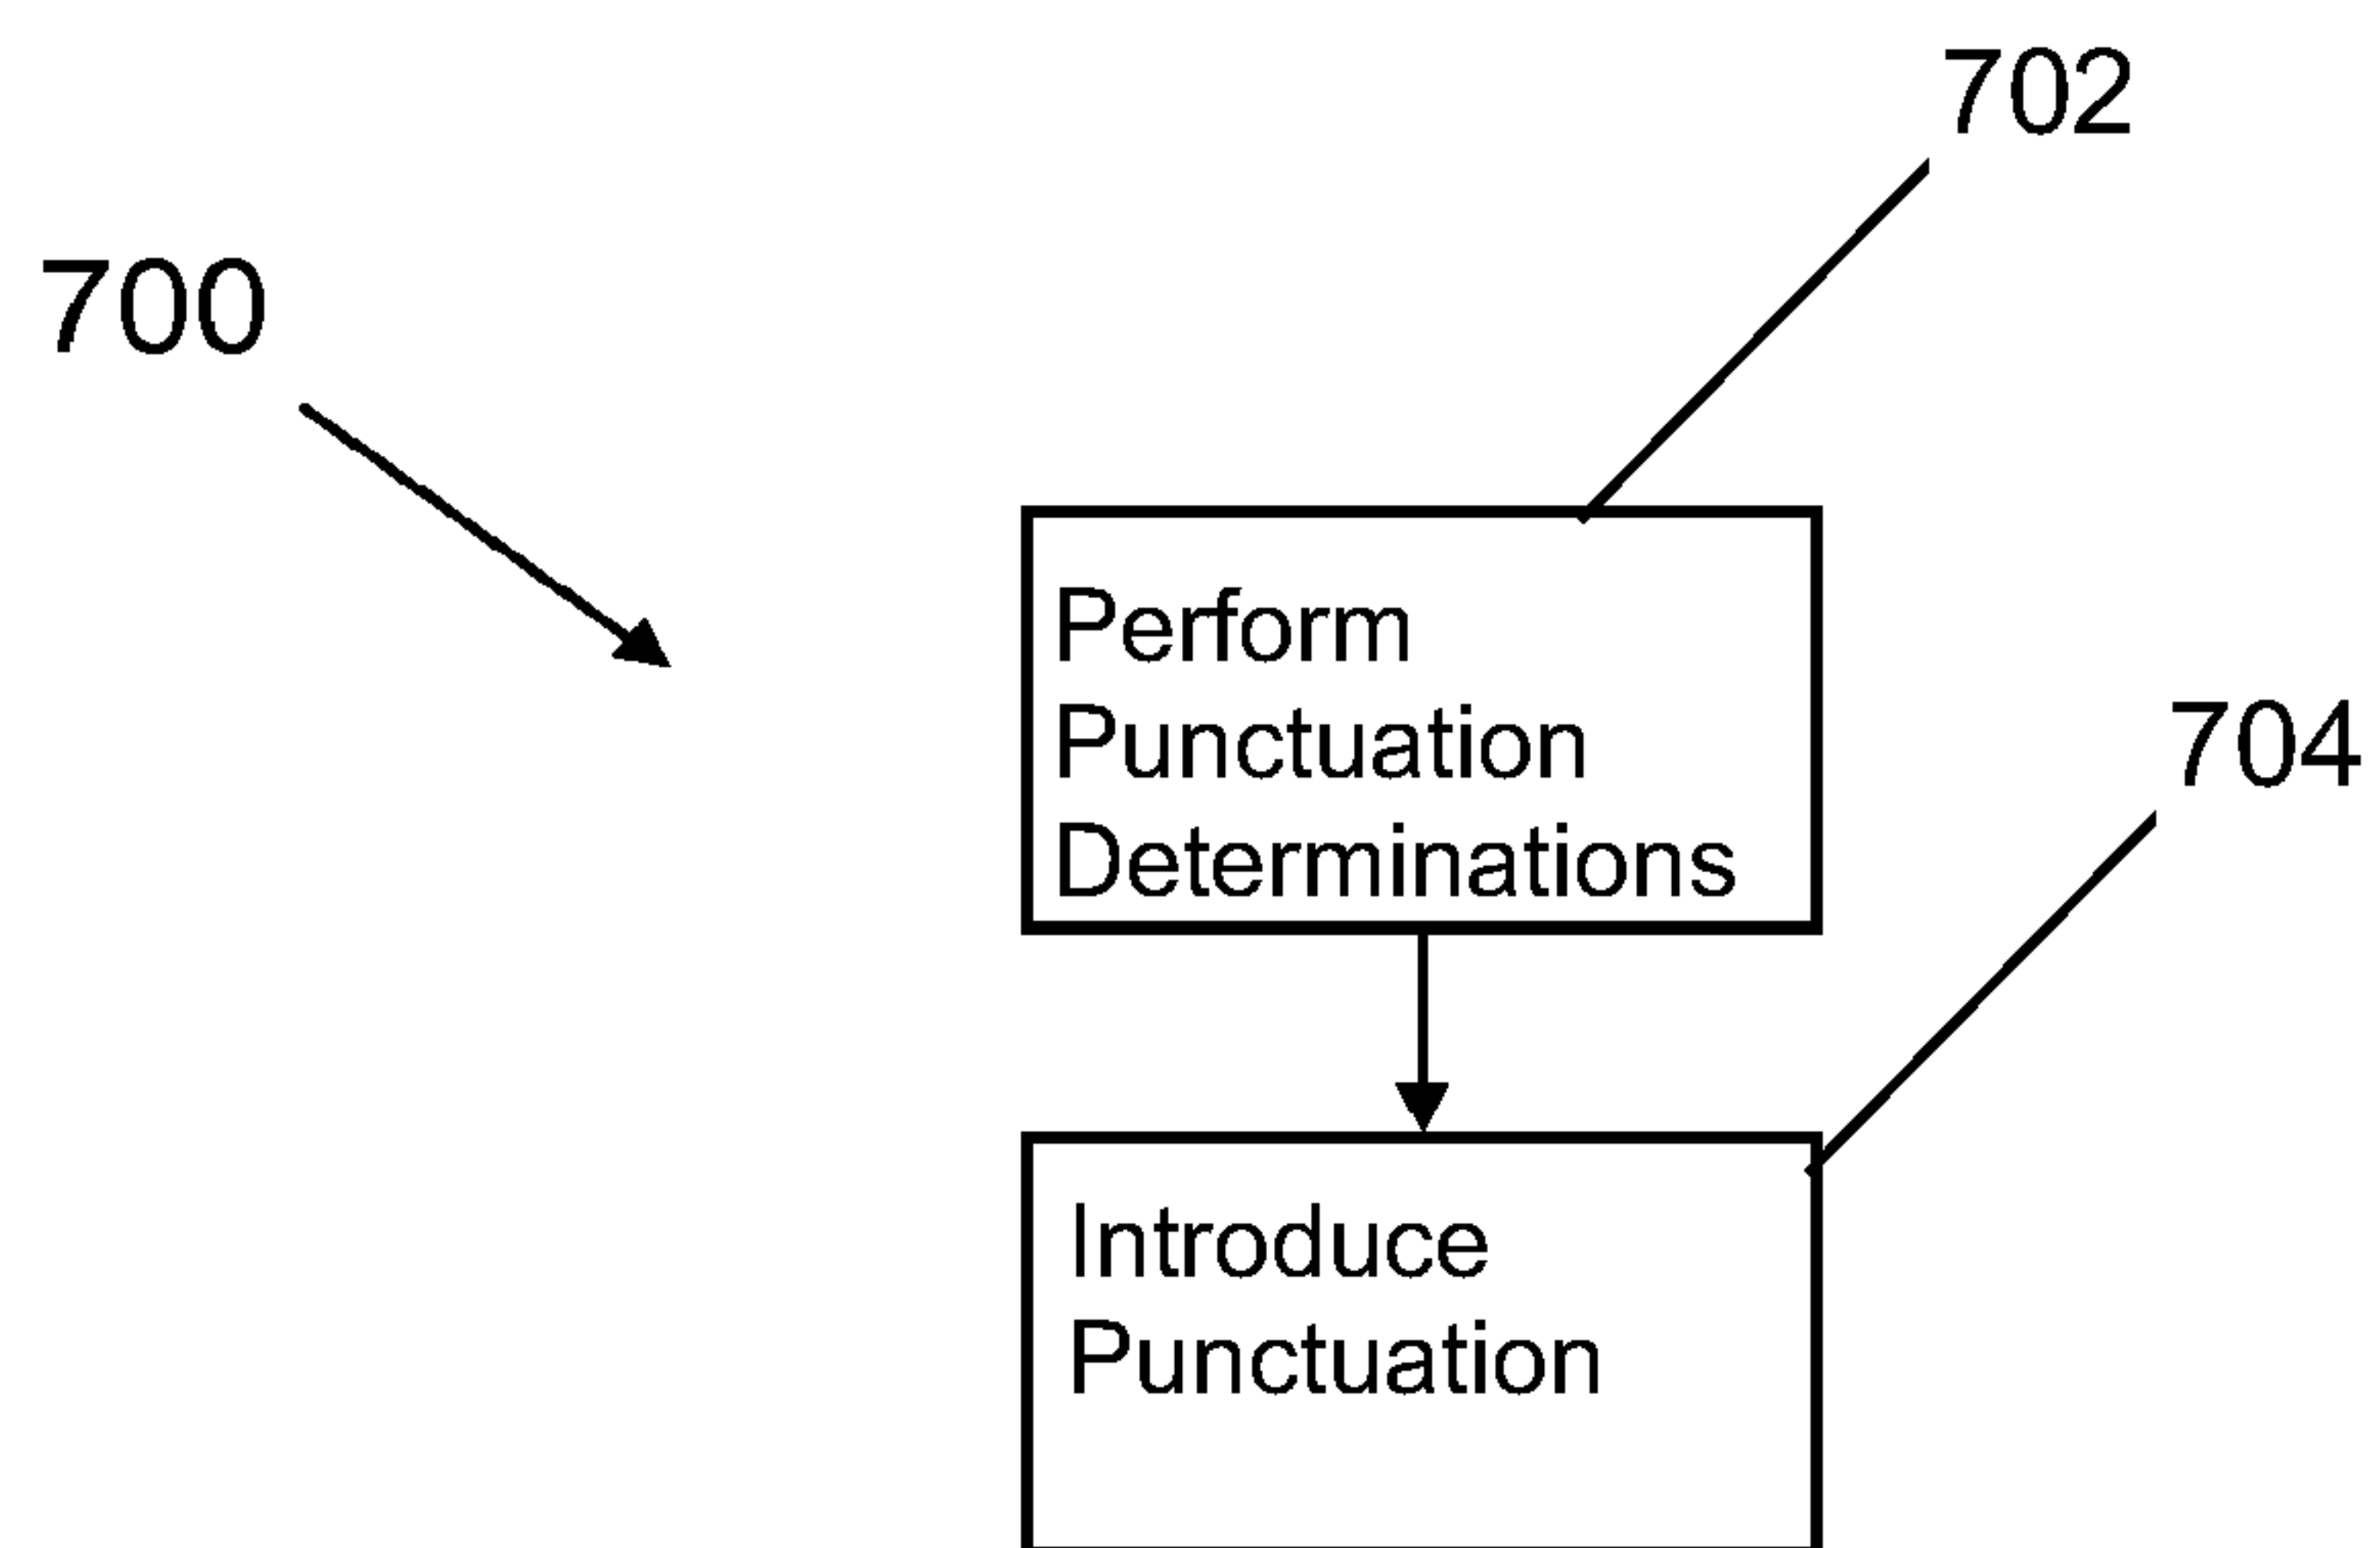 702
700
Perform
Punctuation
Determinations
704
Introduce
Punctuation